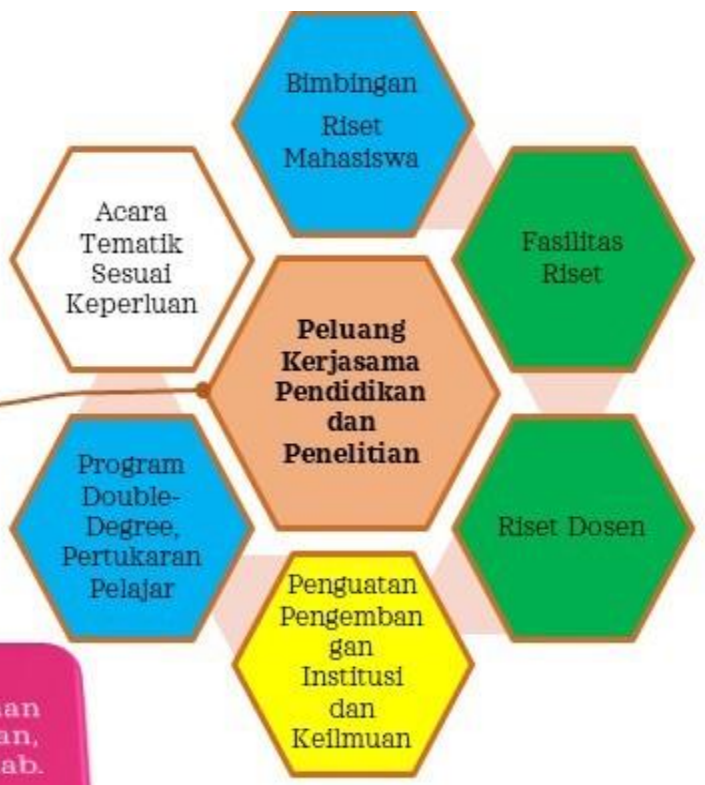 Bimbingan
Riset
Mahasiswa
Fasilitas
Riset
Riset Dosen
Penguatan
Pengemban
gan
Institusi
dan
Keilmuan
Program
Double-
Degree,
Pertukaran
Pelajar
Acara
Tematik
Sesuai
Keperluan
Peluang
Kerjasama
Pendidikan
dan
Penelitian